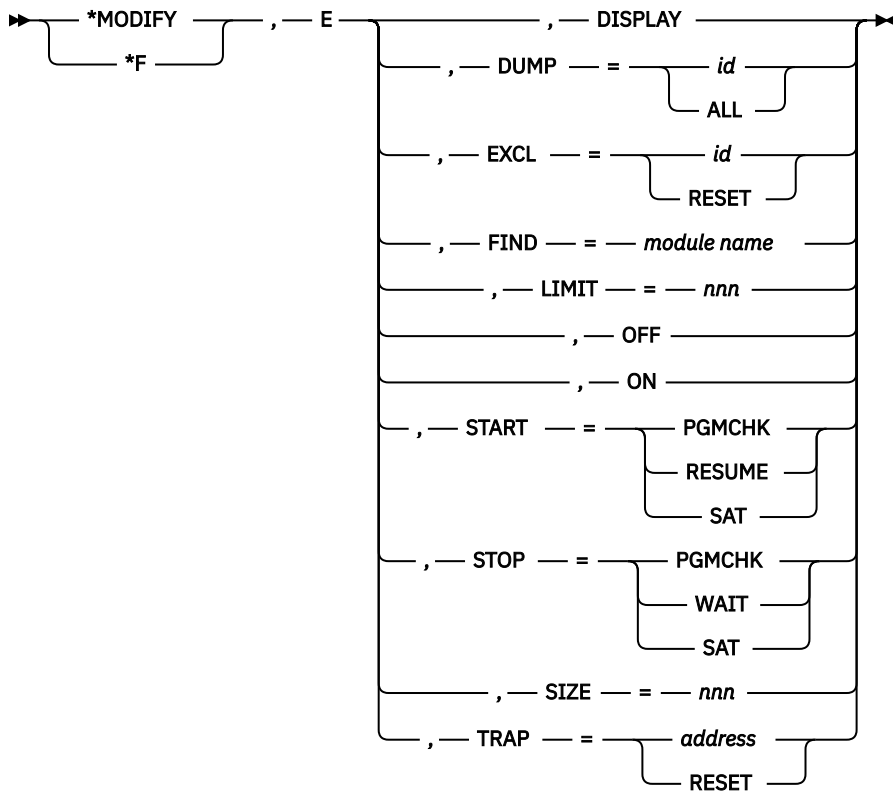 *MODIFY , E , DISPLAY
*F
, DUMP = id
ALL
, EXCL = id
RESET
, FIND = module name
, LIMIT = nnn
, OFF
, ON
, START = PGMCHK
RESUME
SAT
, STOP = PGMCHK
WAIT
SAT
, SIZE = nnn
, TRAP = address
RESET